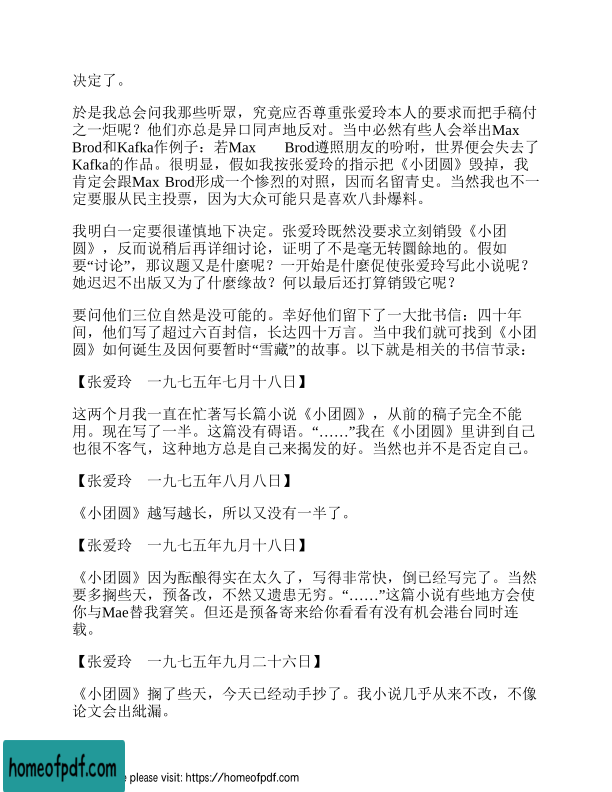 决定了。
於是我总会问我那些听眾，究竟应否尊重张爱玲本人的要求而把手稿付
之一炬呢？他们亦总是异口同声地反对。当中必然有些人会举出Max
Brod和Kafka作例子：若Max Brod遵照朋友的吩咐，世界便会失去了
Kafka的作品。很明显，假如我按张爱玲的指示把《小团圆》毁掉，我
肯定会跟Max Brod形成一个惨烈的对照，因而名留青史。当然我也不一
定要服从民主投票，因为大众可能只是喜欢八卦爆料。
我明白一定要很谨慎地下决定。张爱玲既然没要求立刻销毁《小团
圆》，反而说稍后再详细讨论，证明了不是毫无转圜餘地的。假如
要“讨论”，那议题又是什麼呢？一开始是什麼促使张爱玲写此小说呢？
她迟迟不出版又为了什麼缘故？何以最后还打算销毁它呢？
要问他们三位自然是没可能的。幸好他们留下了一大批书信：四十年
间，他们写了超过六百封信，长达四十万言。当中我们就可找到《小团
圆》如何诞生及因何要暂时“雪藏”的故事。以下就是相关的书信节录：
【张爱玲 一九七五年七月十八日】
这两个月我一直在忙著写长篇小说《小团圆》，从前的稿子完全不能
用。现在写了一半。这篇没有碍语。“……”我在《小团圆》里讲到自己
也很不客气，这种地方总是自己来揭发的好。当然也并不是否定自己。
【张爱玲 一九七五年八月八日】
《小团圆》越写越长，所以又没有一半了。
【张爱玲 一九七五年九月十八日】
《小团圆》因为酝酿得实在太久了，写得非常快，倒已经写完了。当然
要多搁些天，预备改，不然又遗患无穷。“……”这篇小说有些地方会使
你与Mae替我窘笑。但还是预备寄来给你看看有没有机会港台同时连
载。
【张爱玲 一九七五年九月二十六日】
《小团圆》搁了些天，今天已经动手抄了。我小说几乎从来不改，不像
论文会出紕漏。
homeofpdf.com
please visit: https://homeofpdf.com